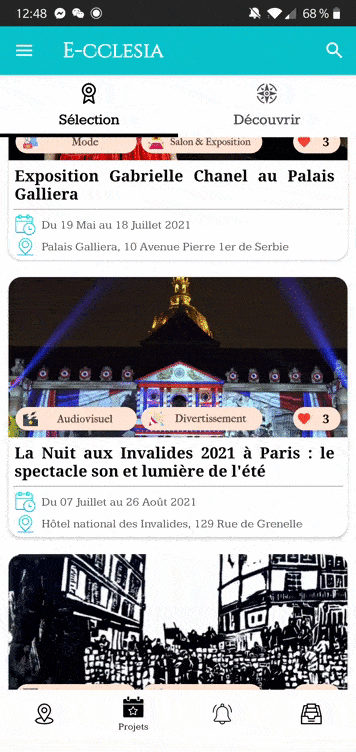 12:48
68 %
E-CCLESIA
Sélection
Découvrir
Mode
Salon & Exposition
3
Exposition Gabrielle Chanel au Palais
Galliera
Du 19 Mai au 18 Juillet 2021
Palais Galliera, 10 Avenue Pierre 1er de Serbie
Audiovisuel
Divertissement
3
La Nuit aux Invalides 2021 à Paris : le
spectacle son et lumière de l'été
Du 07 Juillet au 26 Août 2021
Hôtel national des Invalides, 129 Rue de Grenelle
Projets